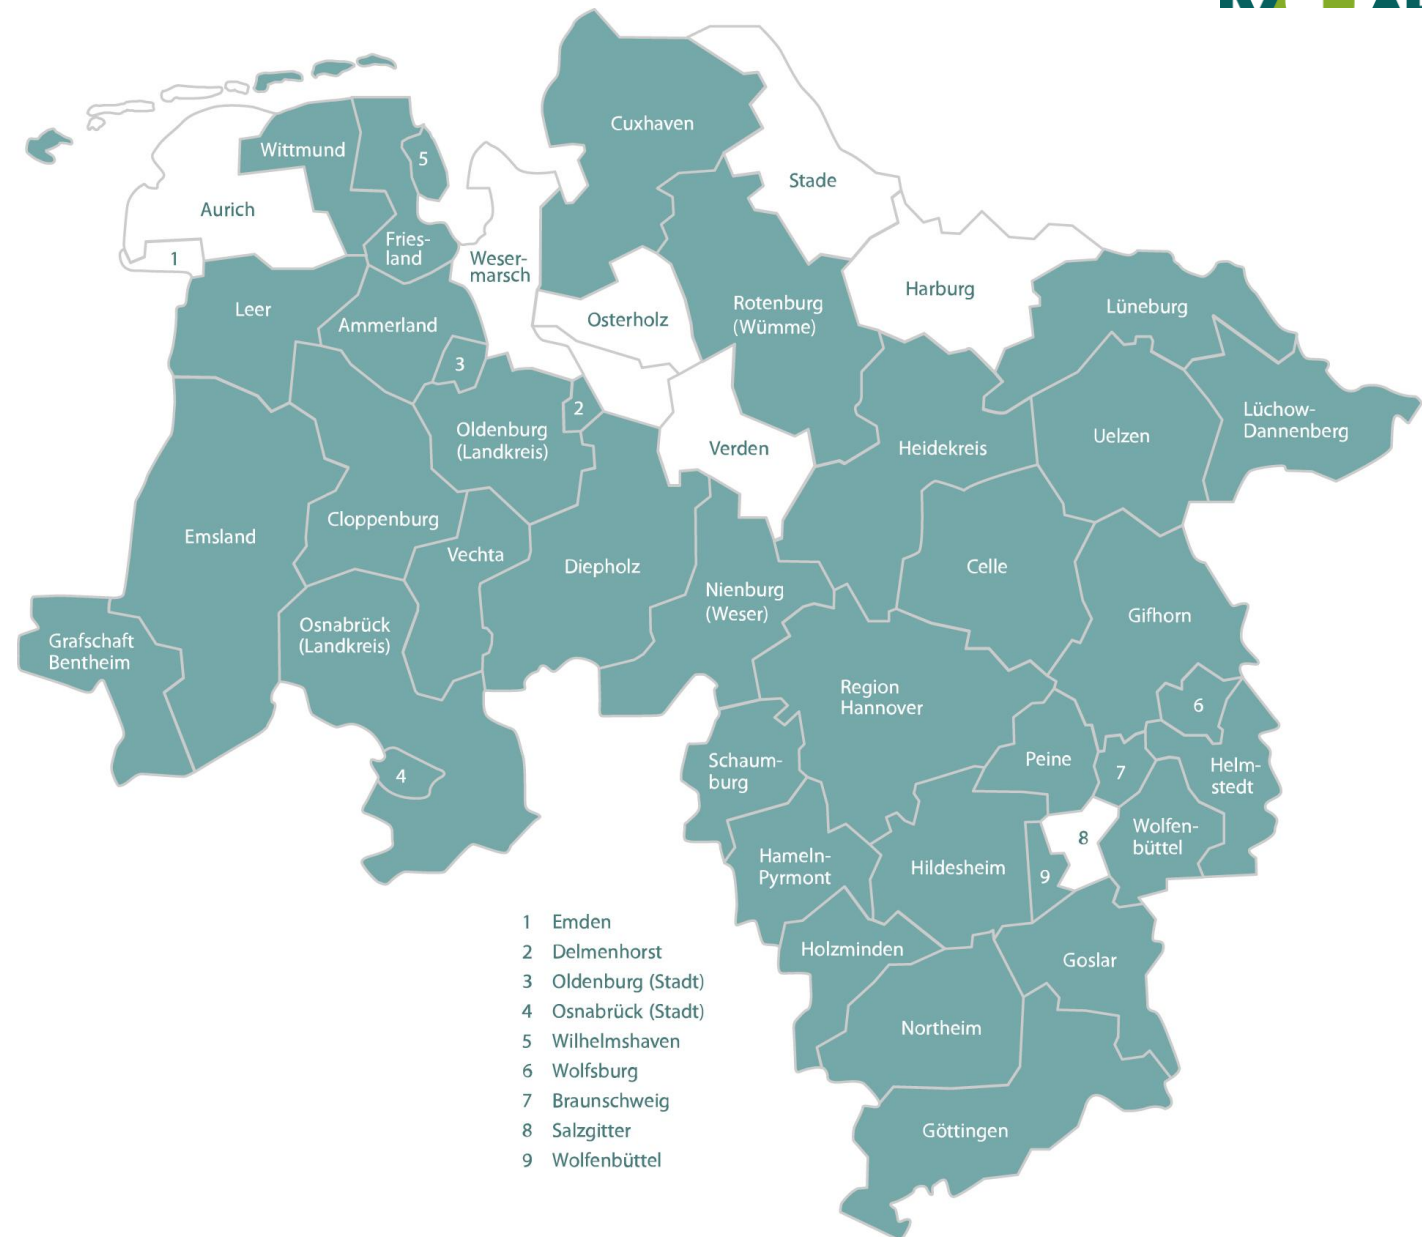 Cuxhaven
Wittmund
5
Stade
Aurich
Fries-
land
1
Weser-
marsch
Harburg
Leer
Ammerland
Osterholz
Rotenburg
(Wümme)
Lüneburg
3
2
Oldenburg
(Landkreis)
Verden
Heidekreis
Uelzen
Lüchow-
Dannenberg
Emsland
Cloppenburg
Vechta
Diepholz
Nienburg
(Weser)
Celle
Gifhorn
Grafschaft
Bentheim
Osnabrück
(Landkreis)
Region
Hannover
6
4
Schaum-
burg
Peine
7
Helm-
stedt
8
Wolfen-
büttel
Hameln-
Pyrmont
Hildesheim
9
Holzminden
Goslar
Northeim
Göttingen
1 Emden
2 Delmenhorst
3 Oldenburg (Stadt)
4 Osnabrück (Stadt)
5 Wilhelmshaven
6 Wolfsburg
7 Braunschweig
8 Salzgitter
9 Wolfenbüttel